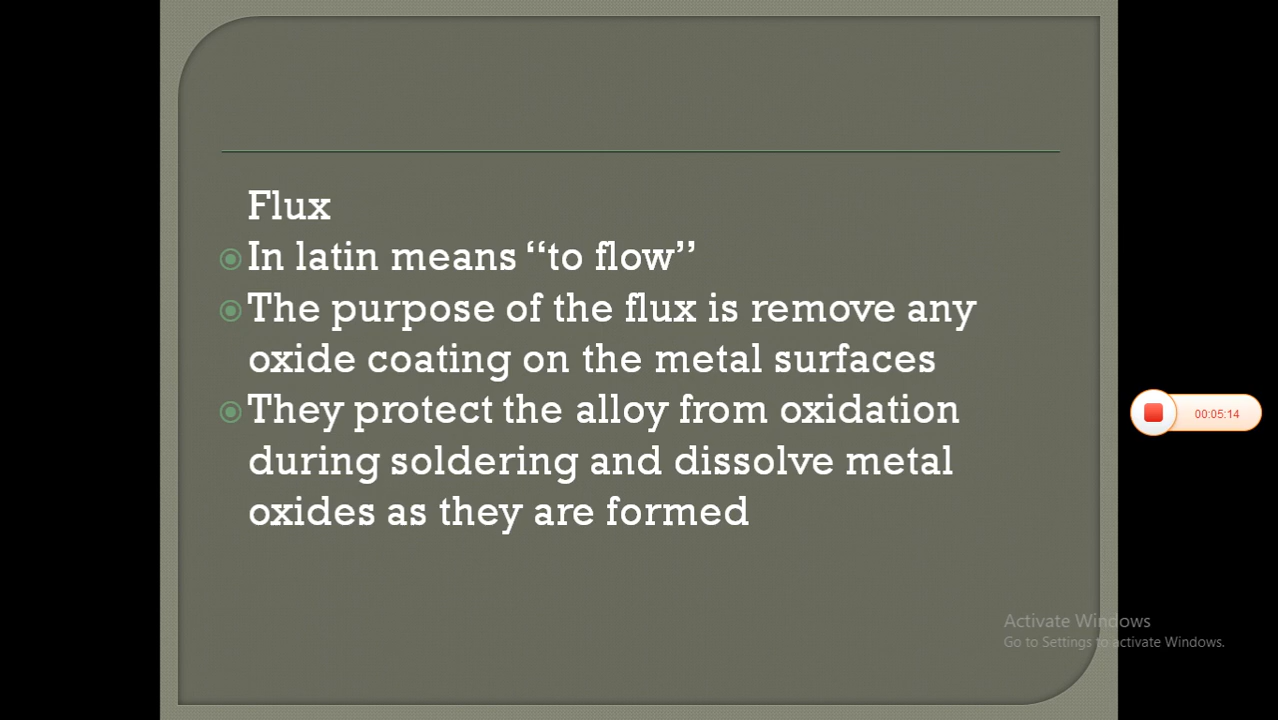 Flux
In latin means “to flow”
The purpose of the flux is remove any
oxide coating on the metal surfaces
They protect the alloy from oxidation
during soldering and dissolve metal
oxides as they are formed
00:05:14
Activate Windows
Go to Settings to activate Windows.